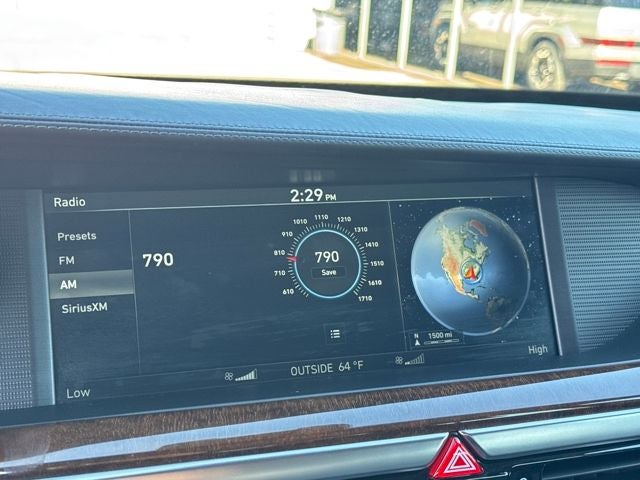 Radio
2:29 PM
Presets
FM
AM
SiriusXM
790
610
710
810
910
1010
1110
1210
1310
1410
1510
1610
1710
790
Save
N
1500 mi
Low
OUTSIDE 64 °F
High